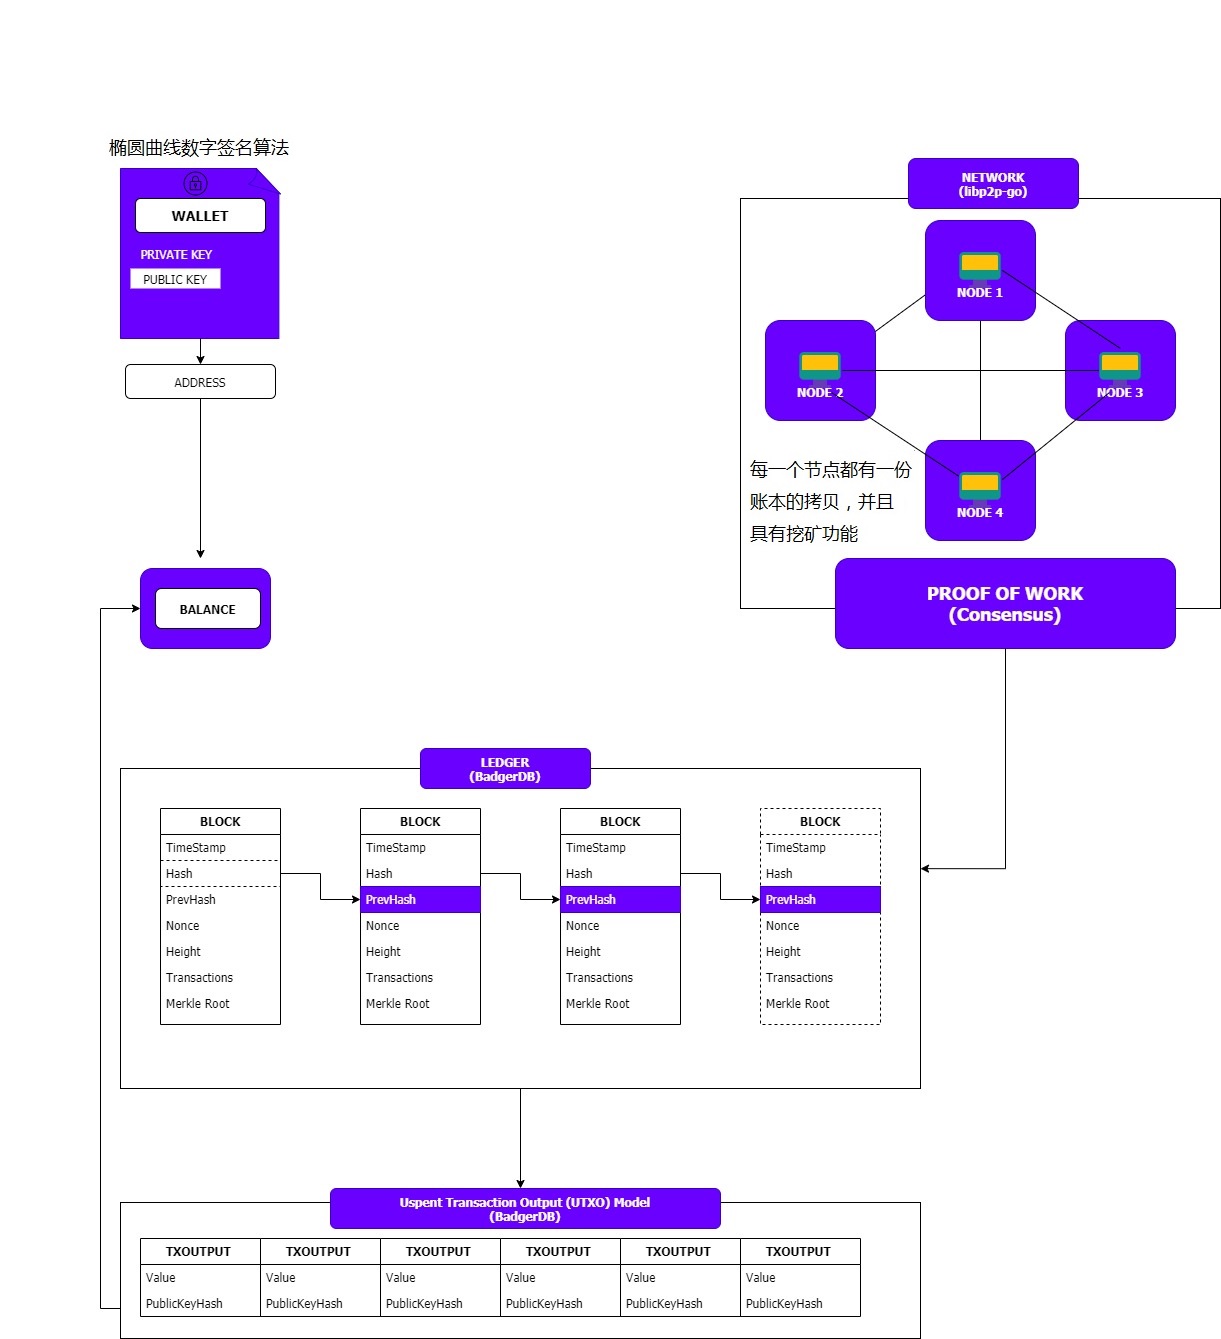 椭圆曲线数字签名算法
WALLET
PRIVATE KEY
PUBLIC KEY
ADDRESS
BALANCE
NETWORK
(libp2p-go)
NODE 1
NODE 2
NODE 3
NODE 4
每一个节点都有一份
账本的拷贝，并且
具有挖矿功能
PROOF OF WORK
(Consensus)
LEDGER
(BadgerDB)
BLOCK
TimeStamp
Hash
PrevHash
Nonce
Height
Transactions
Merkle Root
BLOCK
TimeStamp
Hash
PrevHash
Nonce
Height
Transactions
Merkle Root
BLOCK
TimeStamp
Hash
PrevHash
Nonce
Height
Transactions
Merkle Root
BLOCK
TimeStamp
Hash
PrevHash
Nonce
Height
Transactions
Merkle Root
Uspent Transaction Output (UTXO) Model
(BadgerDB)
TXOUTPUT
Value
PublicKeyHash
TXOUTPUT
Value
PublicKeyHash
TXOUTPUT
Value
PublicKeyHash
TXOUTPUT
Value
PublicKeyHash
TXOUTPUT
Value
PublicKeyHash
TXOUTPUT
Value
PublicKeyHash